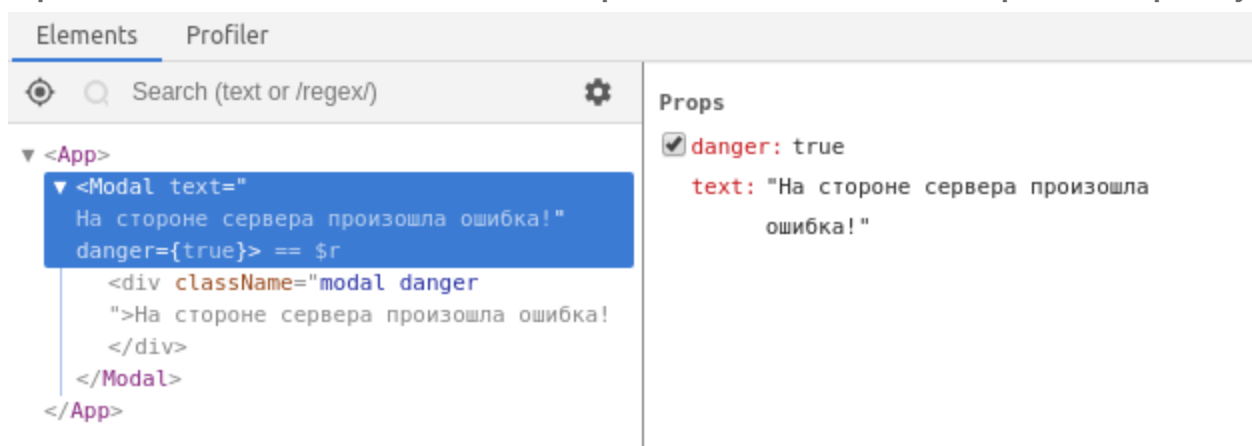 Elements Profiler
Search (text or /regex/)
▼ <App>
▼ <Modal text="
На стороне сервера произошла ошибка!"
danger={true}> == $r
<div className="modal danger
">На стороне сервера произошла ошибка!
</div>
</Modal>
</App>
Props
danger: true
text: "На стороне сервера произошла
ошибка!"